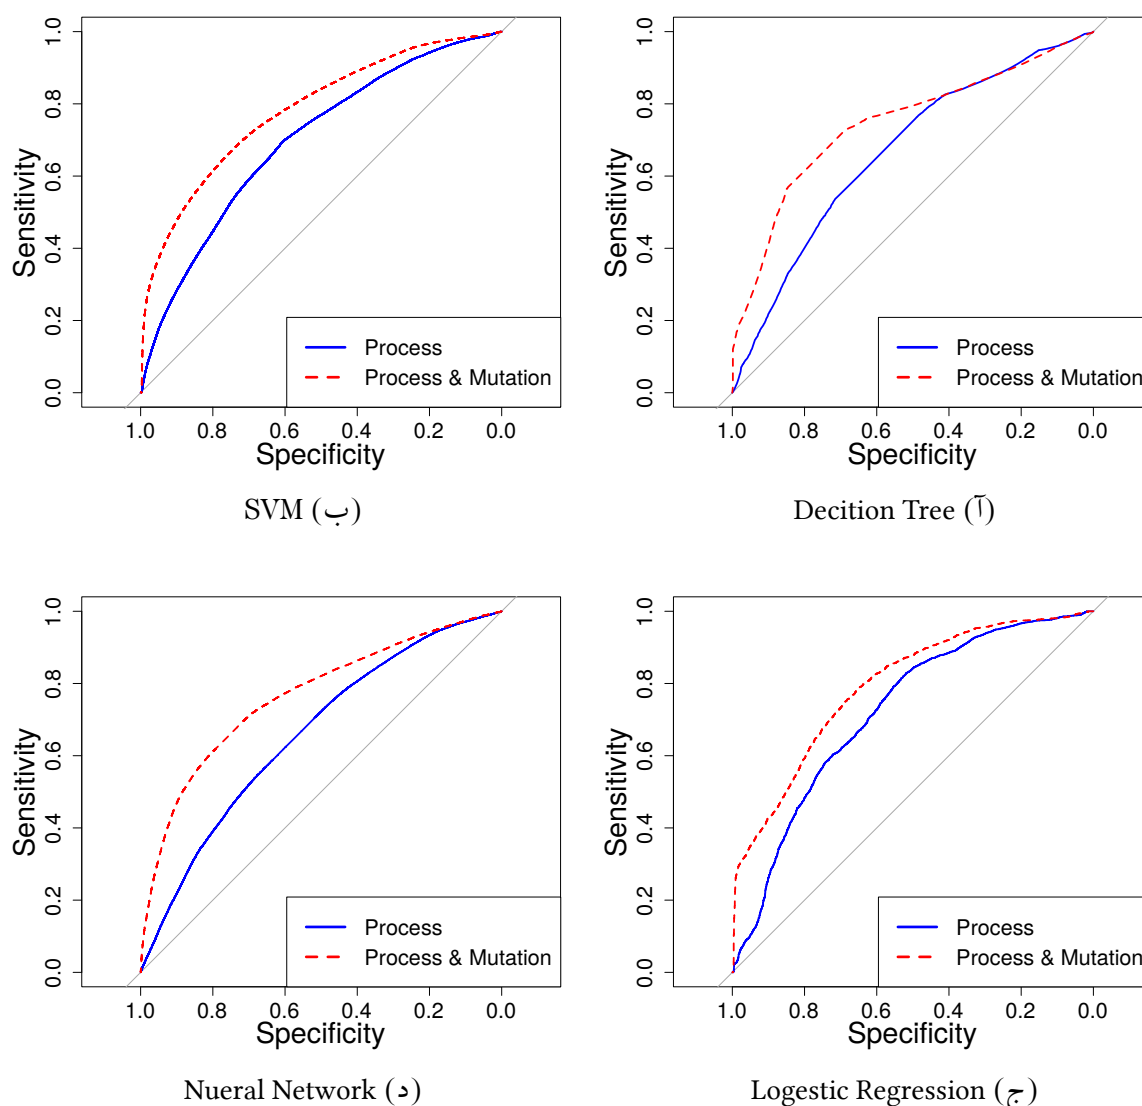 Sensitivity
0.0 0.2 0.4 0.6 0.8 1.0
Process
Process & Mutation
1.0 0.8 0.6 0.4 0.2 0.0
Specificity
SVM (ب)
Sensitivity
0.0 0.2 0.4 0.6 0.8 1.0
Process
Process & Mutation
1.0 0.8 0.6 0.4 0.2 0.0
Specificity
Decition Tree (آ)
Sensitivity
0.0 0.2 0.4 0.6 0.8 1.0
Process
Process & Mutation
1.0 0.8 0.6 0.4 0.2 0.0
Specificity
Nueral Network (د)
Sensitivity
0.0 0.2 0.4 0.6 0.8 1.0
Process
Process & Mutation
1.0 0.8 0.6 0.4 0.2 0.0
Specificity
Logestic Regression (ج)